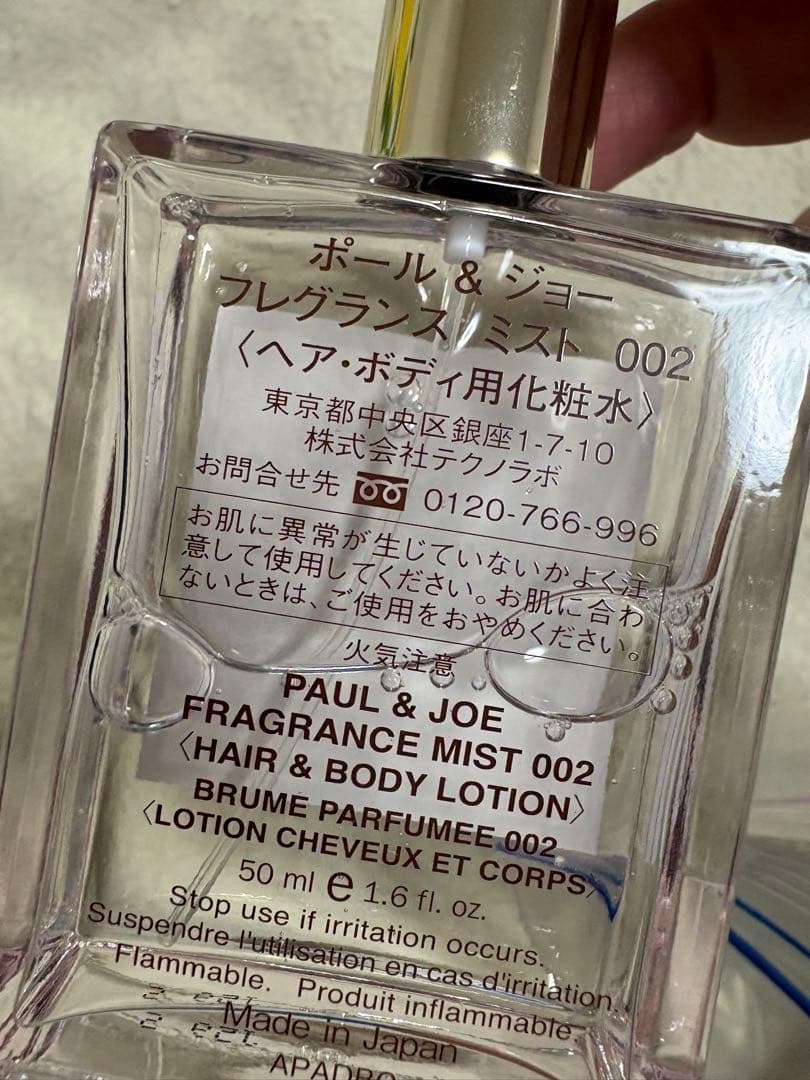 ポール & ジョー
フレグランス ミスト 002
〈ヘア・ボディ用化粧水〉
東京都中央区銀座1-7-10
株式会社テクノラボ
お問合せ先 0120-766-996
お肌に異常が生じていないかよく注
意して使用してください。お肌に合わ
ないときは、ご使用をおやめください。
火気注意
PAUL & JOE
FRAGRANCE MIST 002
〈HAIR & BODY LOTION〉
BRUME PARFUMEE 002
〈LOTION CHEVEUX ET CORPS〉
50 ml e 1.6 fl. oz.
Stop use if irritation occurs.
Suspendre l'utilisation en cas d'irritation.
Flammable. Produit inflammable.
Made in Japan